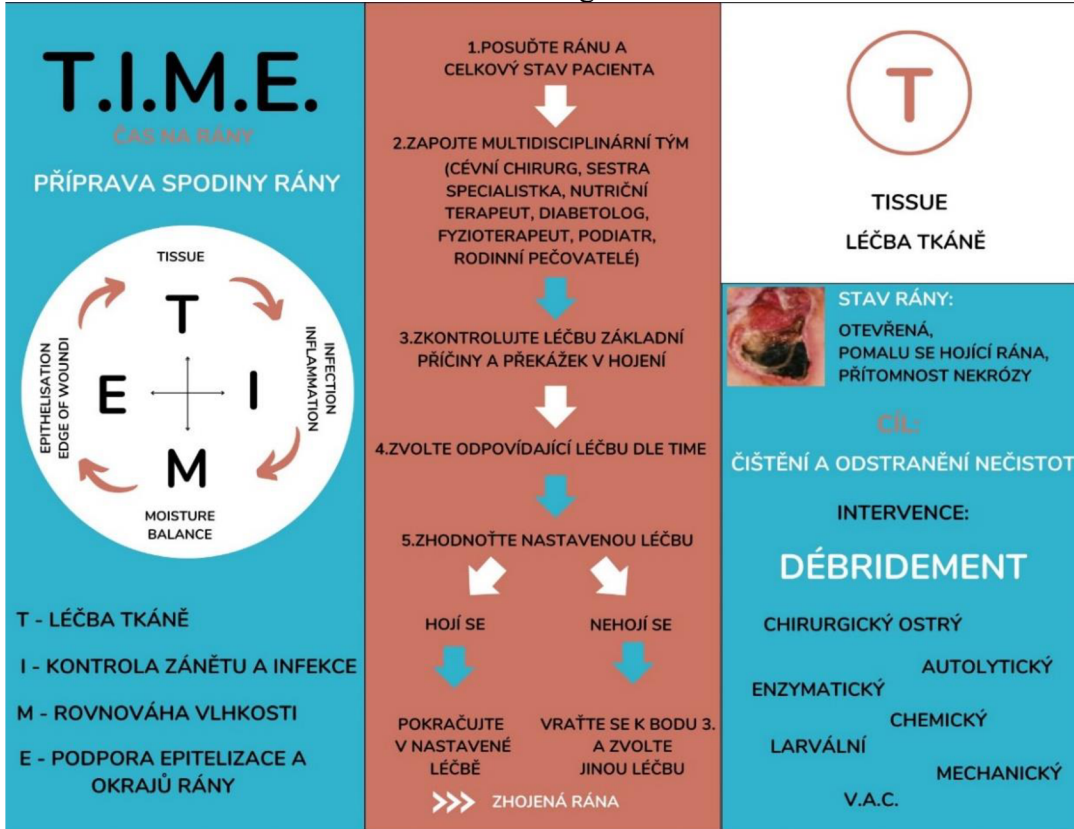 T.I.M.E.
ČAS NA RÁNY
PŘÍPRAVA SPODINY RÁNY
TISSUE
T
INFECTION
INFLAMMATION
I
M
MOISTURE
BALANCE
E
EPITHELISATION
EDGE OF WOUNDI
T - LÉČBA TKÁNĚ
I - KONTROLA ZÁNĚTU A INFEKCE
M - ROVNOVÁHA VLHKOSTI
E - PODPORA EPITELIZACE A
OKRAJŮ RÁNY
1.POSUĎTE RÁNU A
CELKOVÝ STAV PACIENTA
2.ZAPOJTE MULTIDISCIPLINÁRNÍ TÝM
(CÉVNÍ CHIRURG, SESTRA
SPECIALISTKA, NUTRIČNÍ
TERAPEUT, DIABETOLOG,
FYZIOTERAPEUT, PODIATR,
RODINNÍ PEČOVATELÉ)
3.ZKONTROLUJTE LÉČBU ZÁKLADNÍ
PŘÍČINY A PŘEKÁŽEK V HOJENÍ
4.ZVOLTE ODPOVÍDAJÍCÍ LÉČBU DLE TIME
5.ZHODNOŤTE NASTAVENOU LÉČBU
HOJÍ SE
NEHOJÍ SE
POKRAČUJTE
V NASTAVENÉ
LÉČBĚ
VRAŤTE SE K BODU 3.
A ZVOLTE
JINOU LÉČBU
>>> ZHOJENÁ RÁNA
T
TISSUE
LÉČBA TKÁNĚ
STAV RÁNY:
OTEVŘENÁ,
POMALU SE HOJÍCÍ RÁNA,
PŘÍTOMNOST NEKRÓZY
CÍL:
ČIŠTĚNÍ A ODSTRANĚNÍ NEČISTOT
INTERVENCE:
DÉBRIDEMENT
CHIRURGICKÝ OSTRÝ
AUTOLYTICKÝ
ENZYMATICKÝ
CHEMICKÝ
LARVÁLNÍ
MECHANICKÝ
V.A.C.